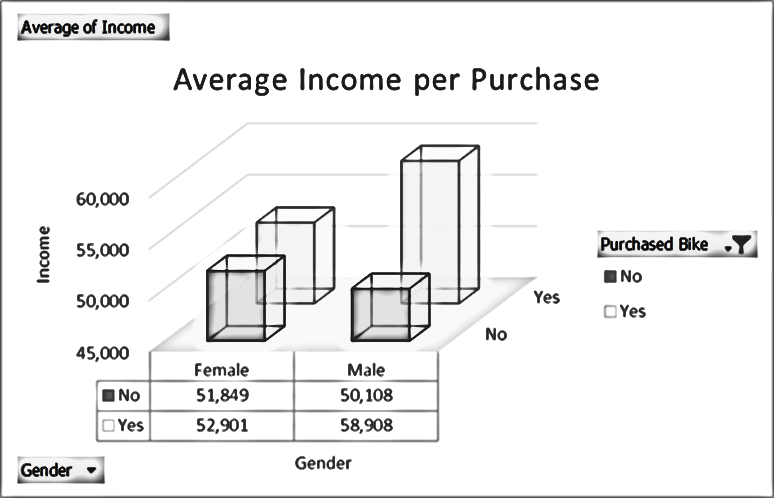 Average of Income
Average Income per Purchase
60,000
55,000
50,000
45,000
Income
Yes
No
Purchased Bike
No
Yes
Female Male
No 51,849 50,108
Yes 52,901 58,908
Gender
Gender